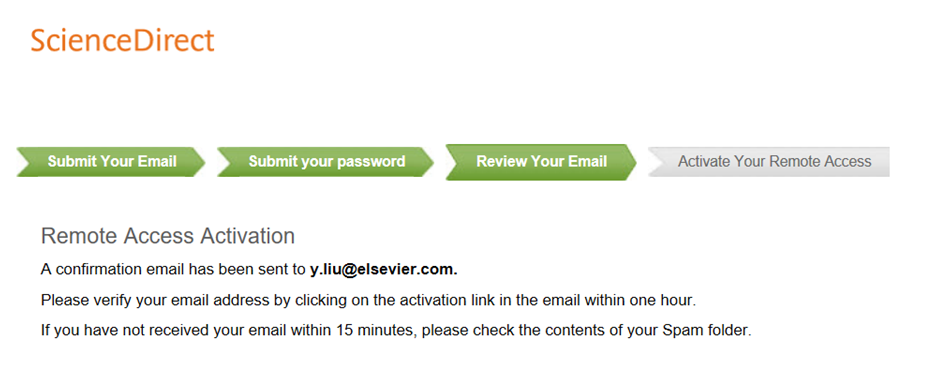 ScienceDirect
Submit Your Email
Submit your password
Review Your Email
Activate Your Remote Access
Remote Access Activation
A confirmation email has been sent to y.liu@elsevier.com.
Please verify your email address by clicking on the activation link in the email within one hour.
If you have not received your email within 15 minutes, please check the contents of your Spam folder.